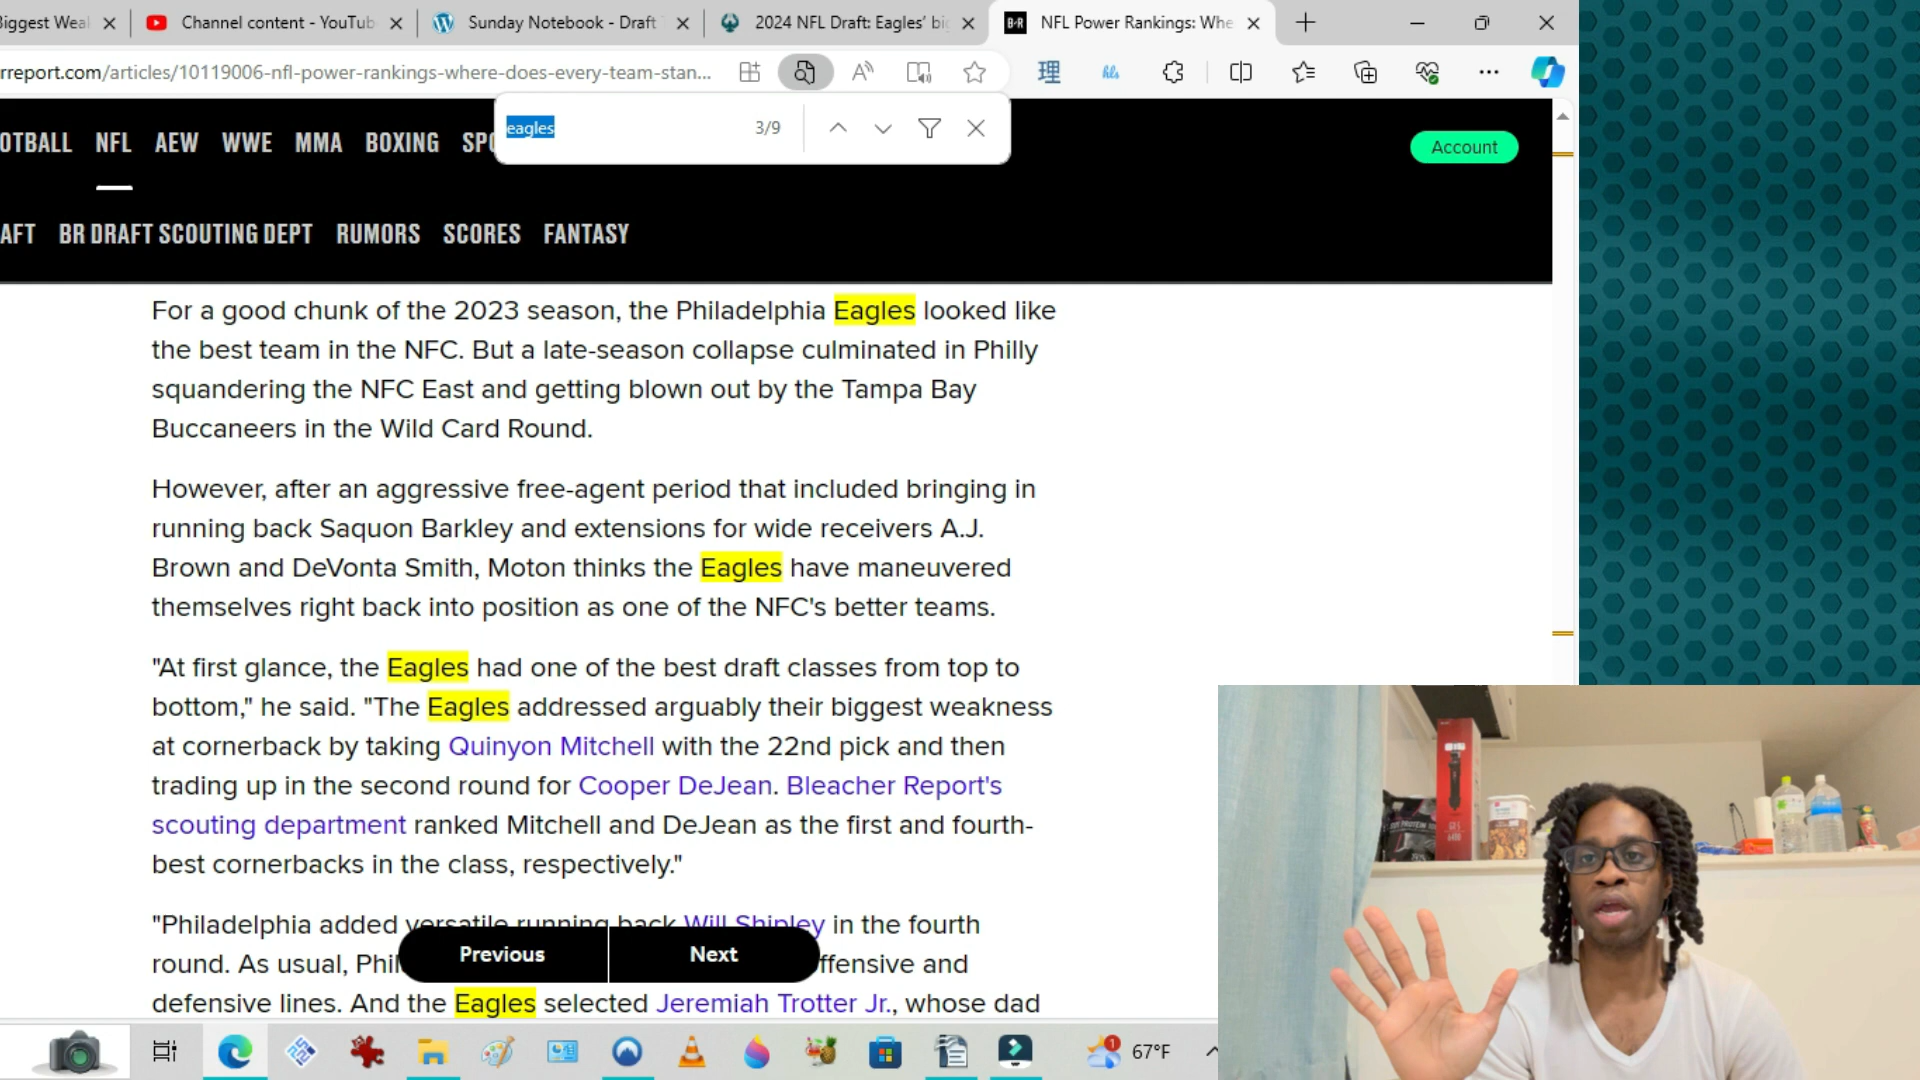 Biggest Weal
Channel content - YouTub
Sunday Notebook - Draft
2024 NFL Draft: Eagles' bi
B·R
NFL Power Rankings: Whe
rreport.com/articles/10119006-nfl-power-rankings-where-does-every-team-stan...
理
hls
eagles
3/9
OTBALL NFL AEW WWE MMA BOXING SPO
Account
AFT BR DRAFT SCOUTING DEPT RUMORS SCORES FANTASY
For a good chunk of the 2023 season, the Philadelphia Eagles looked like
the best team in the NFC. But a late-season collapse culminated in Philly
squandering the NFC East and getting blown out by the Tampa Bay
Buccaneers in the Wild Card Round.
However, after an aggressive free-agent period that included bringing in
running back Saquon Barkley and extensions for wide receivers A.J.
Brown and DeVonta Smith, Moton thinks the Eagles have maneuvered
themselves right back into position as one of the NFC's better teams.
"At first glance, the Eagles had one of the best draft classes from top to
bottom," he said. "The Eagles addressed arguably their biggest weakness
at cornerback by taking Quinyon Mitchell with the 22nd pick and then
trading up in the second round for Cooper DeJean. Bleacher Report's
scouting department ranked Mitchell and DeJean as the first and fourth-
best cornerbacks in the class, respectively."
"Philadelphia added versatile running back Will Shipley in the fourth
Previous Next
round. As usual, Phil ffensive and
defensive lines. And the Eagles selected Jeremiah Trotter Jr., whose dad
1
67°F